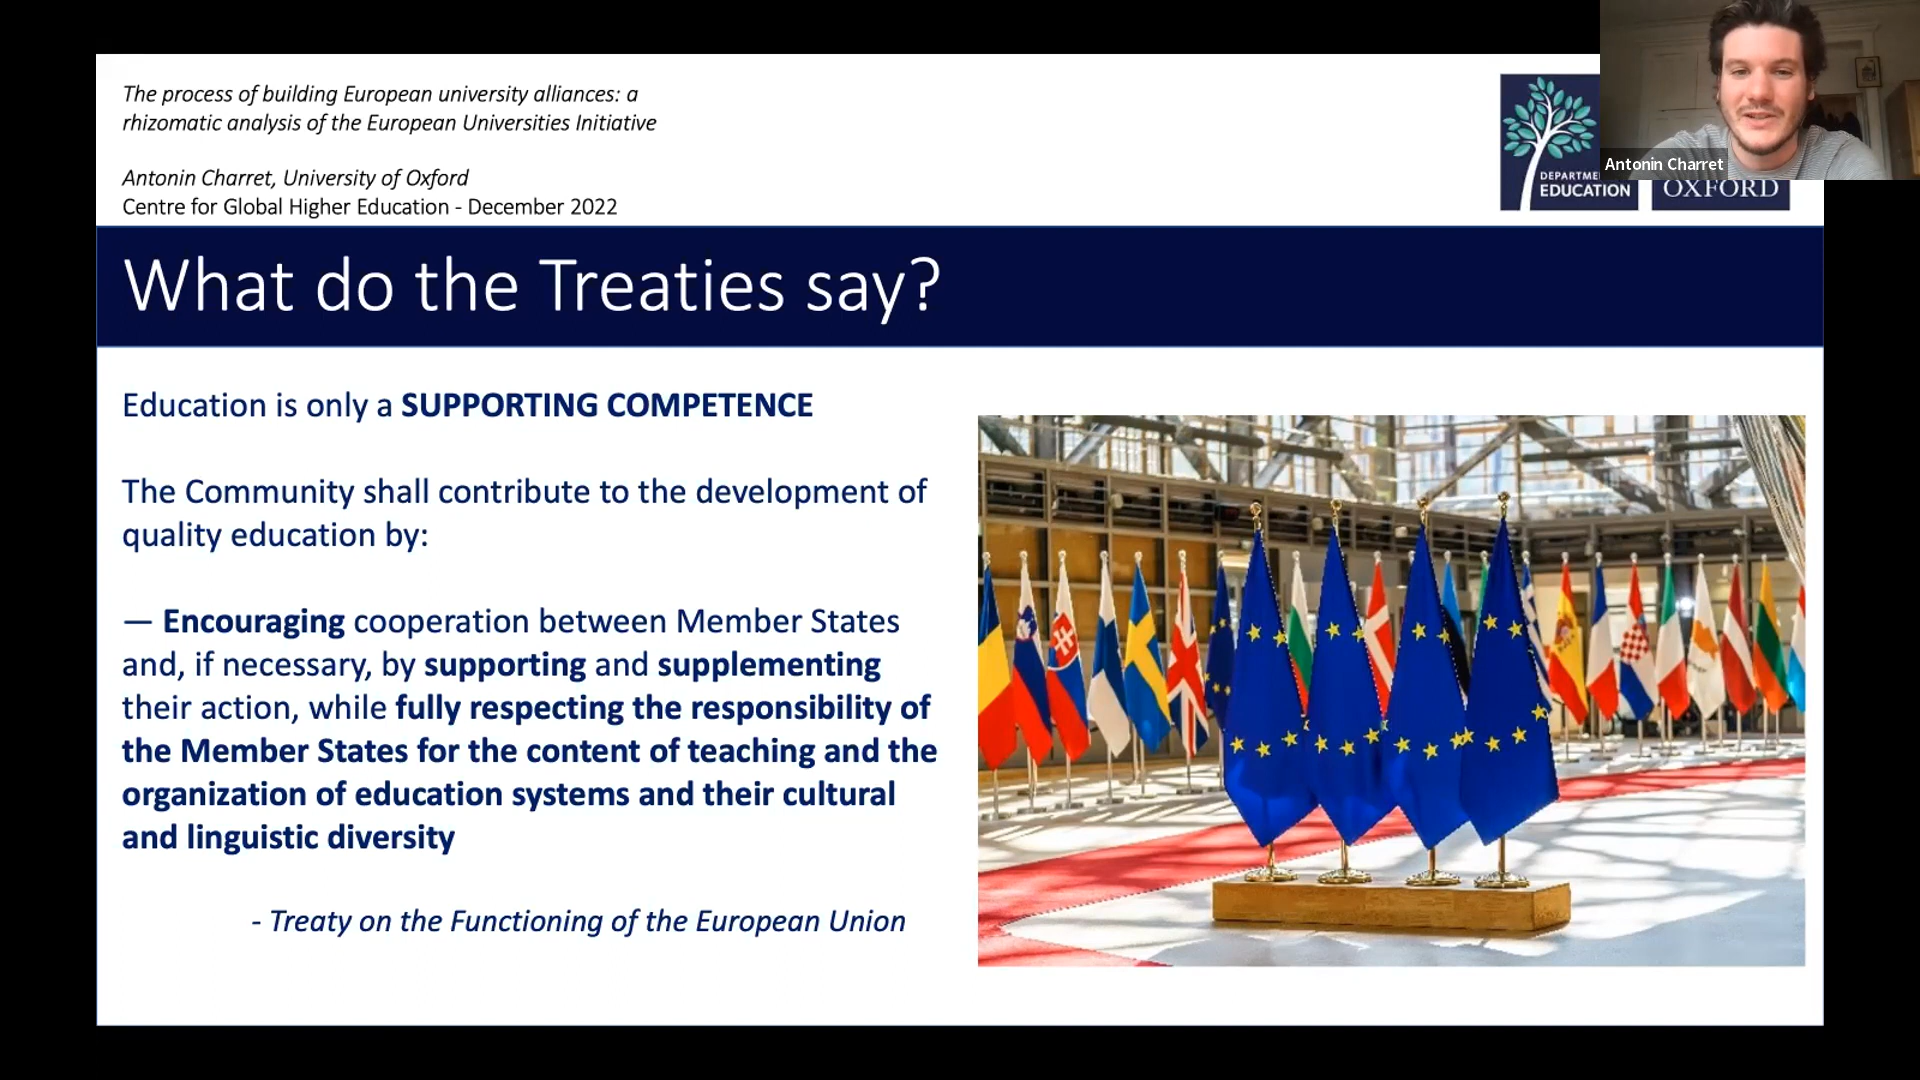 The process of building European university alliances: a
rhizomatic analysis of the European Universities Initiative
Antonin Charret, University of Oxford
Centre for Global Higher Education - December 2022
EDUCATION
OXFORD
Antonin Charret
What do the Treaties say?
Education is only a SUPPORTING COMPETENCE
The Community shall contribute to the development of
quality education by:
— Encouraging cooperation between Member States
and, if necessary, by supporting and supplementing
their action, while fully respecting the responsibility of
the Member States for the content of teaching and the
organization of education systems and their cultural
and linguistic diversity
- Treaty on the Functioning of the European Union